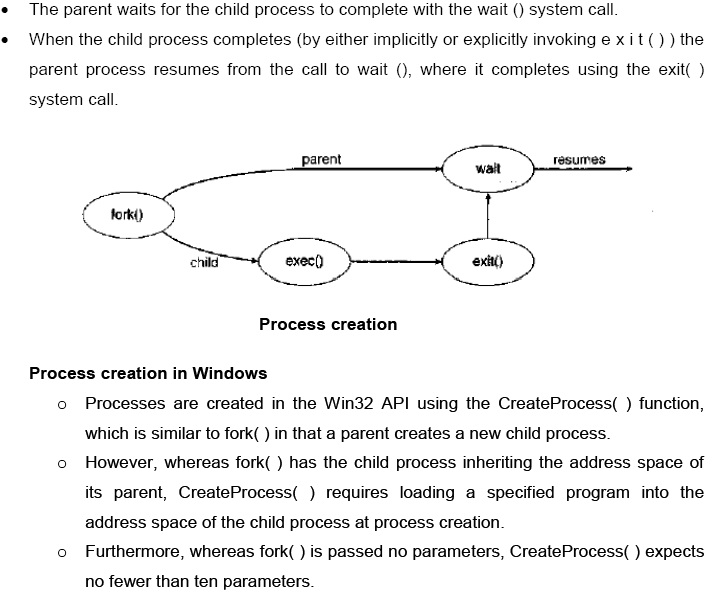 • The parent waits for the child process to complete with the wait () system call.
• When the child process completes (by either implicitly or explicitly invoking e x i t ( ) ) the
parent process resumes from the call to wait (), where it completes using the exit( )
system call.
parent
resumes
wait
fork()
child
exec()
exit()
Process creation
Process creation in Windows
o Processes are created in the Win32 API using the CreateProcess( ) function,
which is similar to fork( ) in that a parent creates a new child process.
o However, whereas fork( ) has the child process inheriting the address space of
its parent, CreateProcess( ) requires loading a specified program into the
address space of the child process at process creation.
o Furthermore, whereas fork( ) is passed no parameters, CreateProcess( ) expects
no fewer than ten parameters.